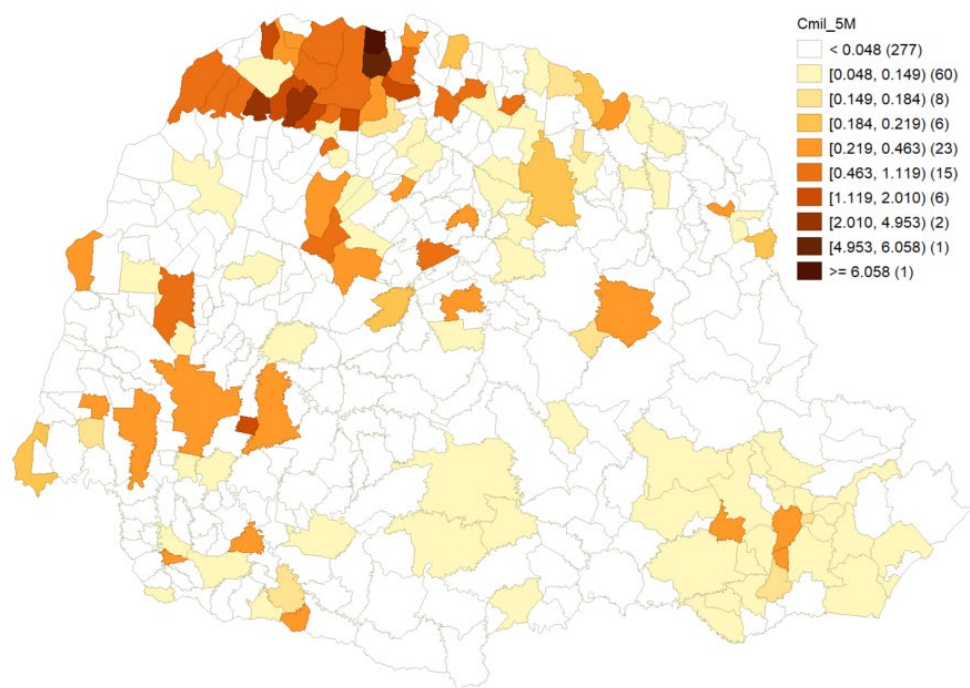 Cmil_5M
< 0.048 (277)
[0.048, 0.149) (60)
[0.149, 0.184) (8)
[0.184, 0.219) (6)
[0.219, 0.463) (23)
[0.463, 1.119) (15)
[1.119, 2.010) (6)
[2.010, 4.953) (2)
[4.953, 6.058) (1)
>= 6.058 (1)